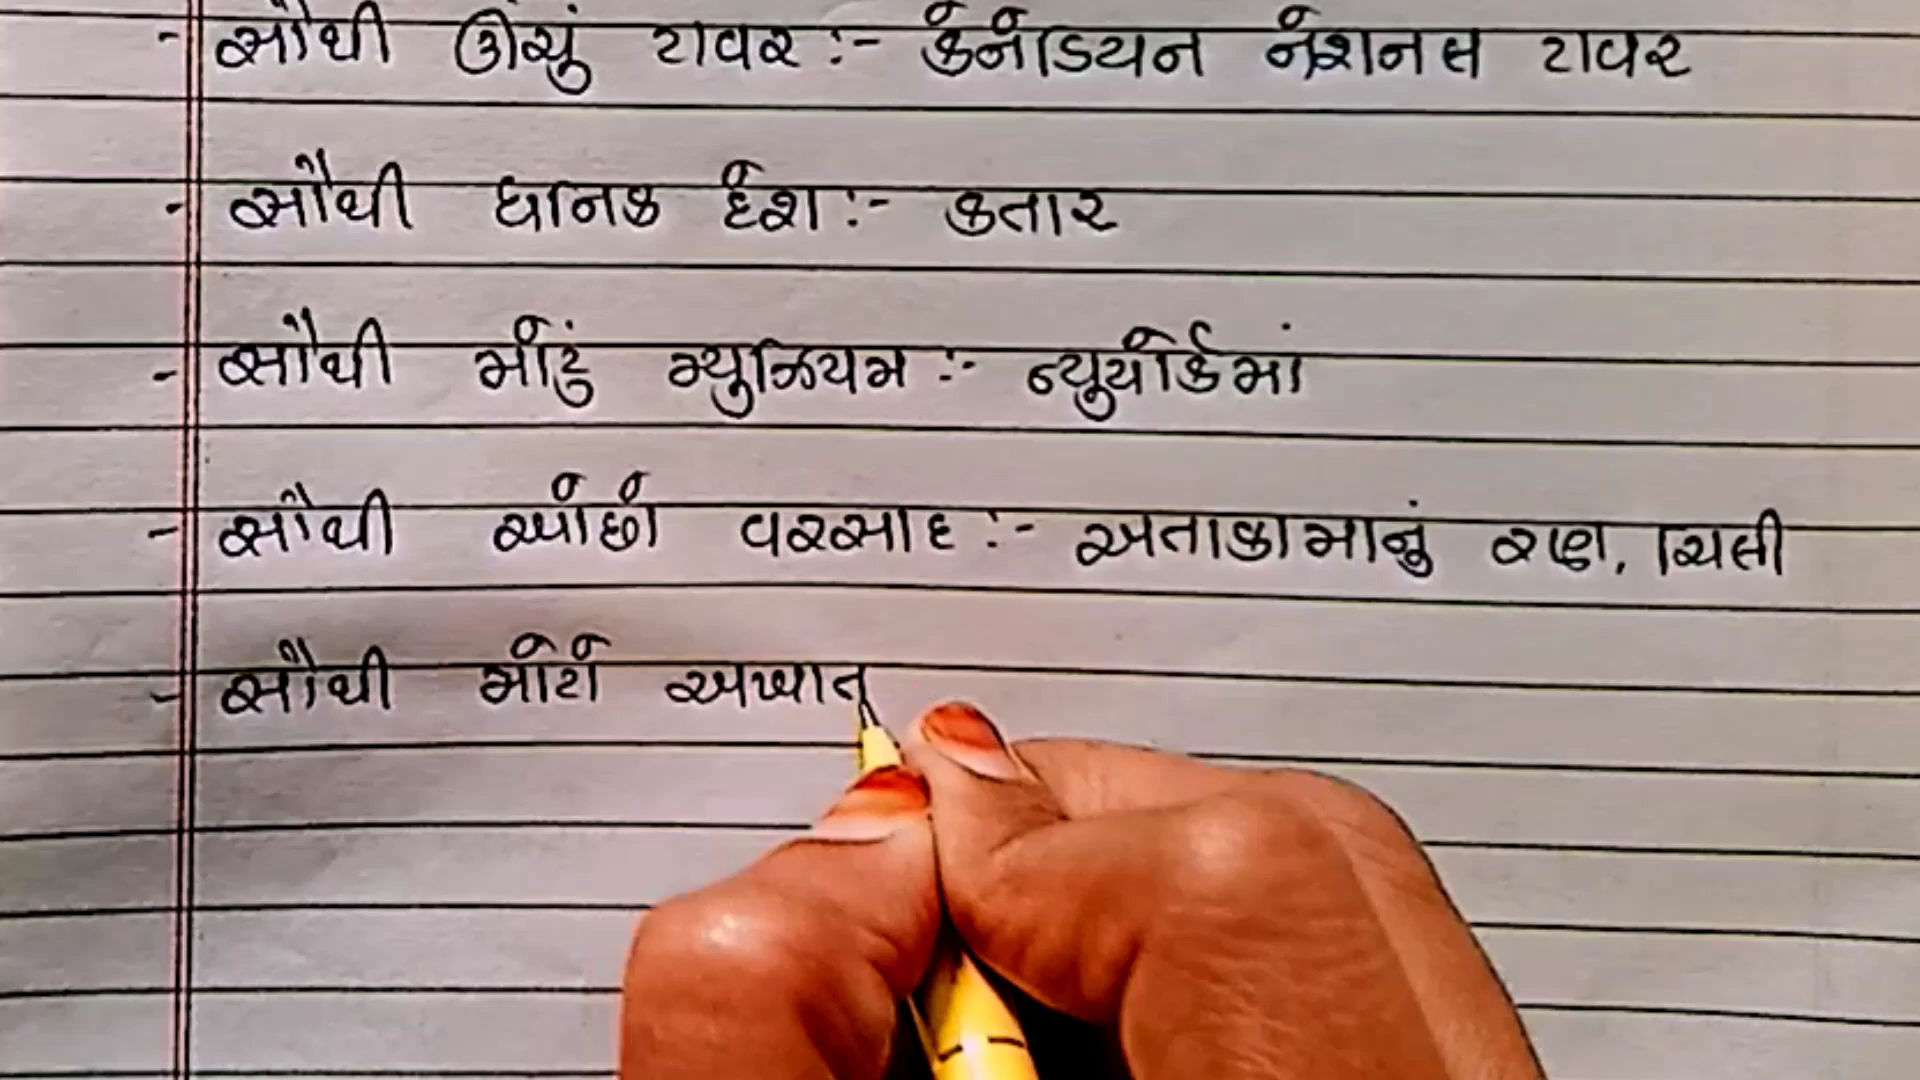 - સૌથી ઊંચું ટાવર :- કેનેડિયન નેશનલ ટાવર
- સૌથી ધનિક દેશ :- કતાર
- સૌથી મોટું મ્યુઝિયમ :- ન્યુયોર્કમાં
- સૌથી ઓછો વરસાદ :- અતાકામાનું રણ, ચિલી
- સૌથી મોટો અખાત